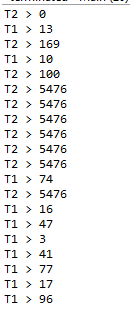 T2 > 0
T1 > 13
T2 > 169
T1 > 10
T2 > 100
T2 > 5476
T2 > 5476
T2 > 5476
T2 > 5476
T2 > 5476
T2 > 5476
T1 > 74
T2 > 5476
T1 > 16
T1 > 47
T1 > 3
T1 > 41
T1 > 77
T1 > 17
T1 > 96